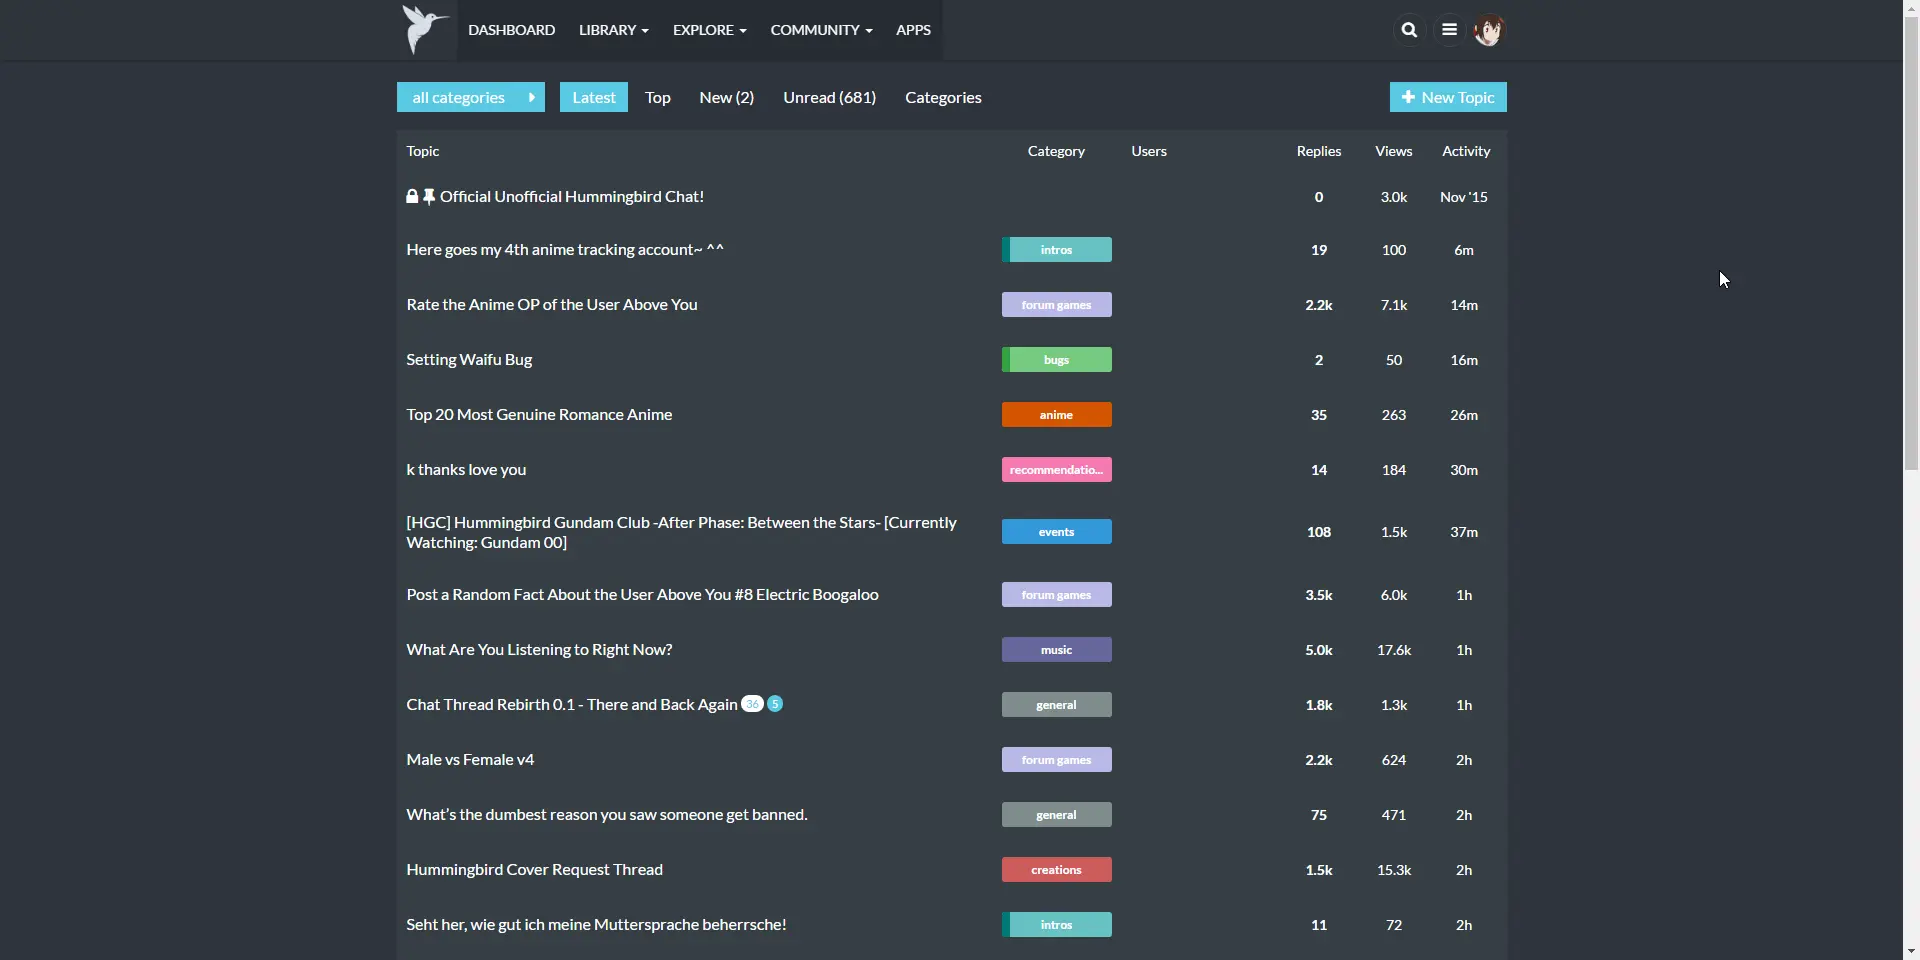 DASHBOARD LIBRARY EXPLORE COMMUNITY APPS
all categories Latest Top New (2) Unread (681) Categories New Topic
Topic Category Users Replies Views Activity
Official Unofficial Hummingbird Chat! 0 3.0k Nov '15
Here goes my 4th anime tracking account~ ^^ intros 19 100 6m
Rate the Anime OP of the User Above You forum games 2.2k 7.1k 14m
Setting Waifu Bug bugs 2 50 16m
Top 20 Most Genuine Romance Anime anime 35 263 26m
k thanks love you recommendatio... 14 184 30m
[HGC] Hummingbird Gundam Club -After Phase: Between the Stars- [Currently
Watching: Gundam 00] events 108 1.5k 37m
Post a Random Fact About the User Above You #8 Electric Boogaloo forum games 3.5k 6.0k 1h
What Are You Listening to Right Now? music 5.0k 17.6k 1h
Chat Thread Rebirth 0.1 - There and Back Again 36 5 general 1.8k 1.3k 1h
Male vs Female v4 forum games 2.2k 624 2h
What's the dumbest reason you saw someone get banned. general 75 471 2h
Hummingbird Cover Request Thread creations 1.5k 15.3k 2h
Seht her, wie gut ich meine Muttersprache beherrsche! intros 11 72 2h